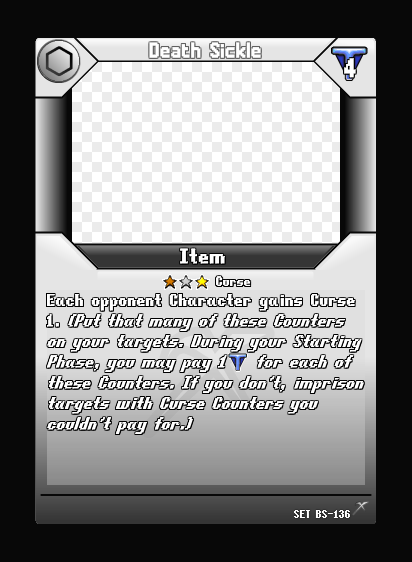 Death Sickle
4
Item
Curse
Each opponent Character gains Curse
1. (Put that many of these Counters
on your targets. During your Starting
Phase, you may pay 1 for each of
these Counters. If you don't, imprison
targets with Curse Counters you
couldn't pay for.)
SET BS-136